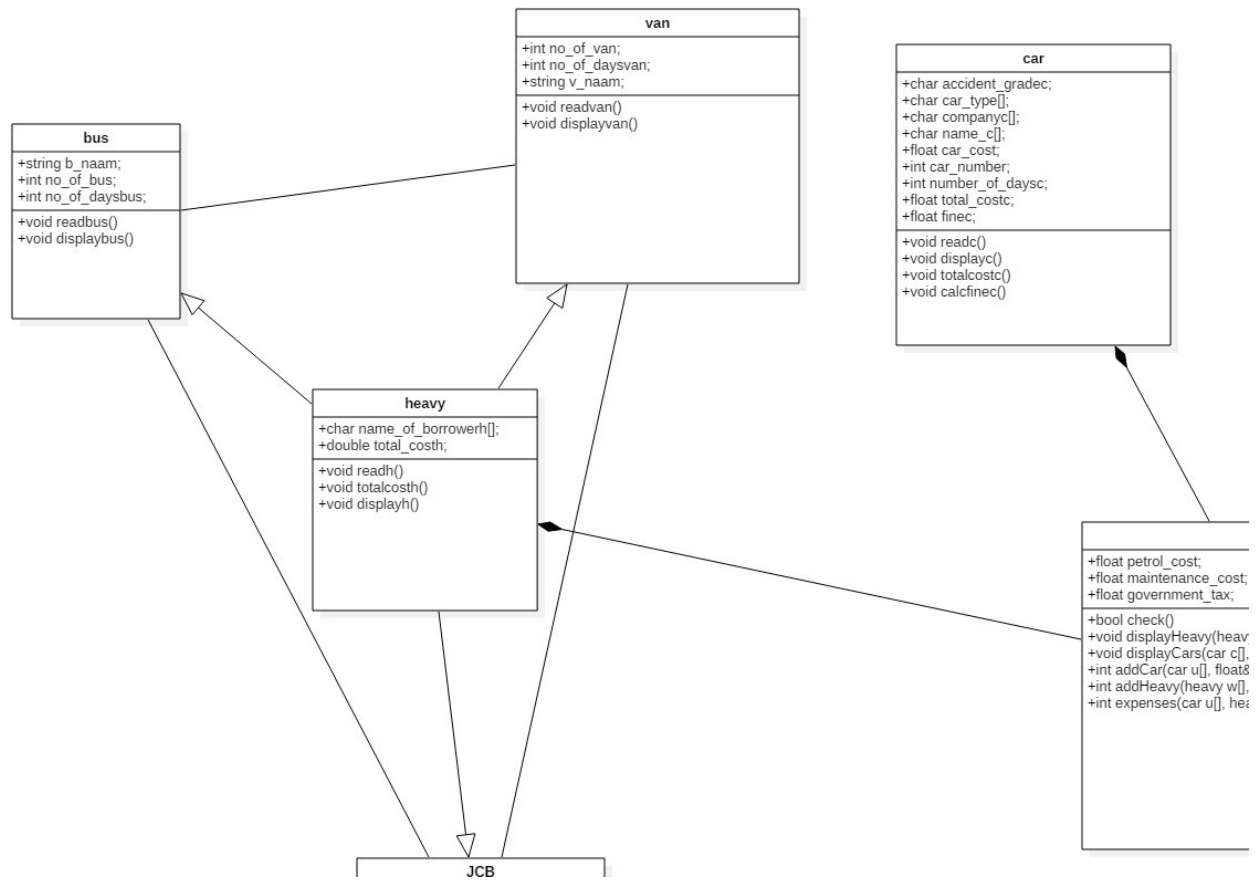 van
+int no_of_van;
+int no_of_daysvan;
+string v_naam;
+void readvan()
+void displayvan()
car
+char accident_gradec;
+char car_type[];
+char companyc[];
+char name_c[];
+float car_cost;
+int car_number;
+int number_of_daysc;
+float total_costc;
+float finec;
+void readc()
+void displayc()
+void totalcostc()
+void calcfinec()
bus
+string b_naam;
+int no_of_bus;
+int no_of_daysbus;
+void readbus()
+void displaybus()
heavy
+char name_of_borrowerh[];
+double total_costh;
+void readh()
+void totalcosth()
+void displayh()
+float petrol_cost;
+float maintenance_cost;
+float government_tax;
+bool check()
+void displayHeavy(heavy
+void displayCars(car c[],
+int addCar(car u[], float&
+int addHeavy(heavy w[],
+int expenses(car u[], hea
JCB